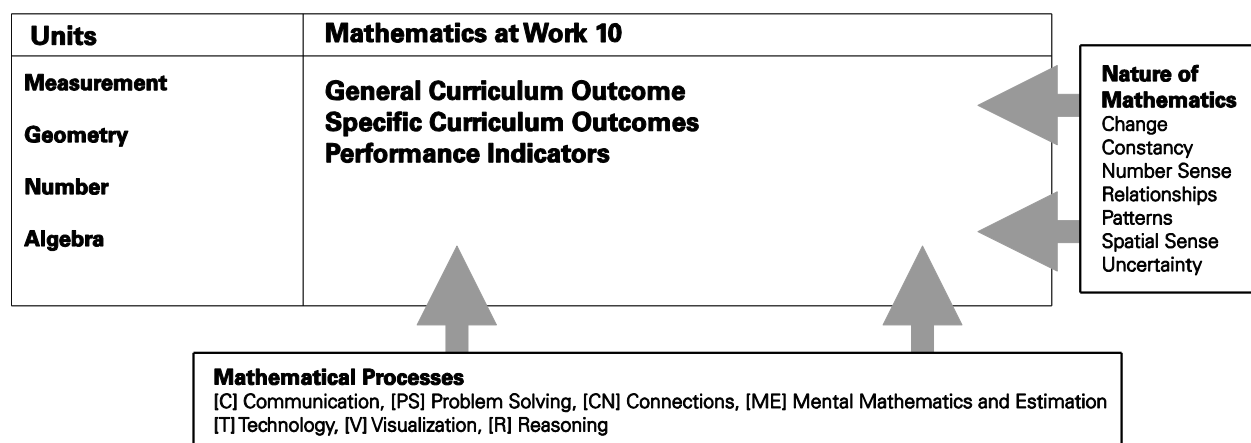 Units
Mathematics at Work 10
Measurement
Geometry
Number
Algebra
General Curriculum Outcome
Specific Curriculum Outcomes
Performance Indicators
Nature of
Mathematics
Change
Constancy
Number Sense
Relationships
Patterns
Spatial Sense
Uncertainty
Mathematical Processes
[C] Communication, [PS] Problem Solving, [CN] Connections, [ME] Mental Mathematics and Estimation
[T] Technology, [V] Visualization, [R] Reasoning